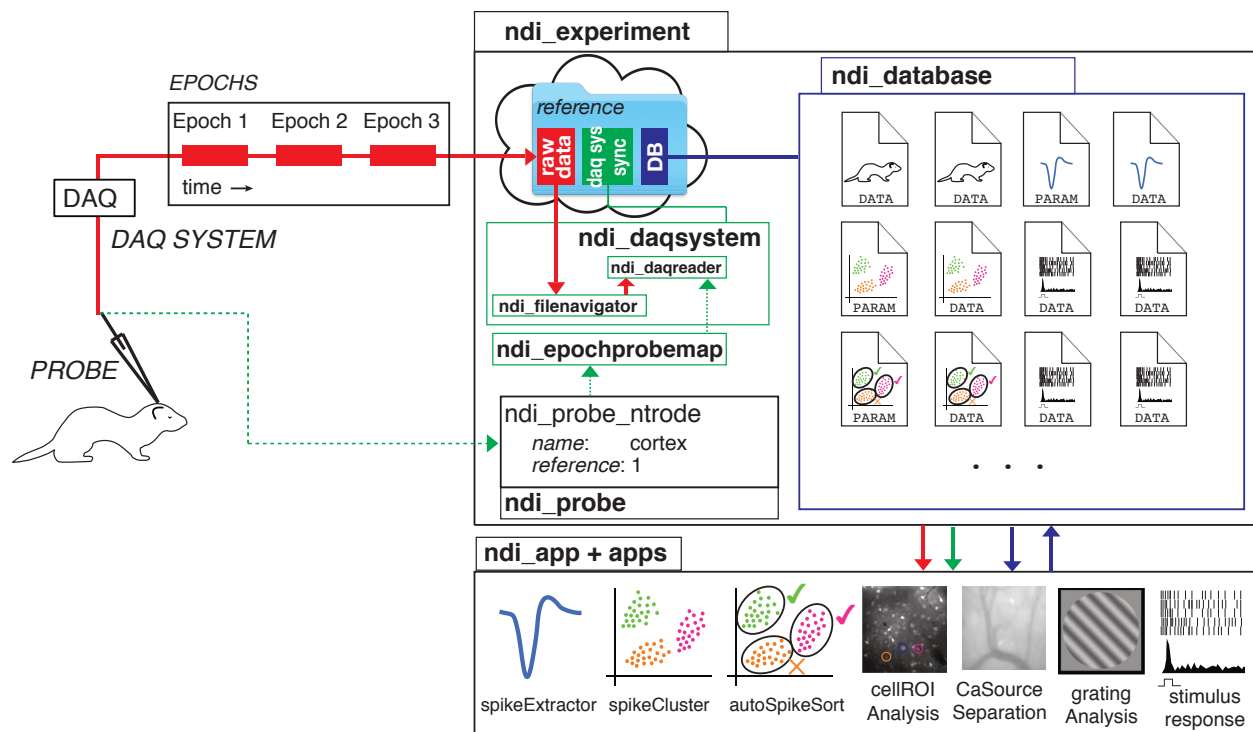 ndi_experiment
EPOCHS
Epoch 1 Epoch 2 Epoch 3
time →
DAQ
DAQ SYSTEM
PROBE
reference
raw data
daq sys sync
DB
ndi_daqsystem
ndi_daqreader
ndi_filenavigator
ndi_epochprobemap
ndi_probe_ntrode
name: cortex
reference: 1
ndi_probe
ndi_database
DATA DATA PARAM DATA
PARAM DATA DATA DATA
PARAM DATA DATA DATA
. . .
ndi_app + apps
spikeExtractor
spikeCluster
autoSpikeSort
cellROI
Analysis
CaSource
Separation
grating
Analysis
stimulus
response